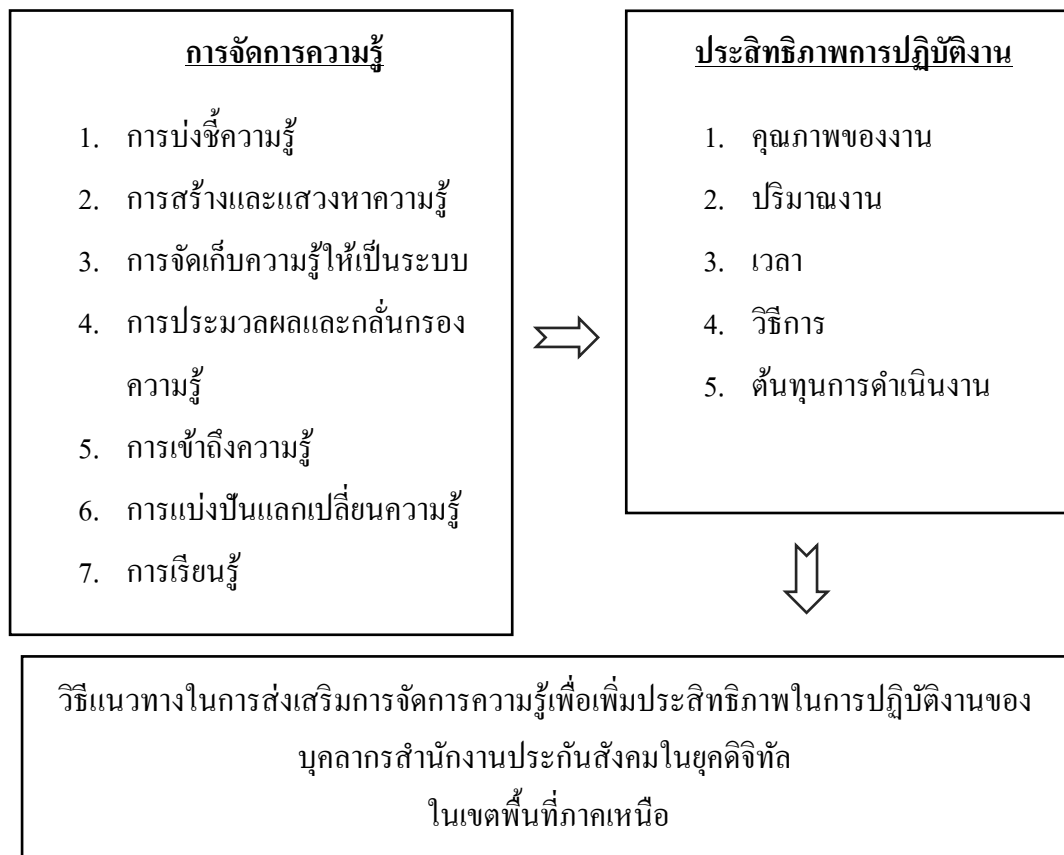 การจัดการความรู้
1. การบ่งชี้ความรู้
2. การสร้างและแสวงหาความรู้
3. การจัดเก็บความรู้ให้เป็นระบบ
4. การประมวลผลและกลั่นกรอง
ความรู้
5. การเข้าถึงความรู้
6. การแบ่งปันแลกเปลี่ยนความรู้
7. การเรียนรู้
ประสิทธิภาพการปฏิบัติงาน
1. คุณภาพของงาน
2. ปริมาณงาน
3. เวลา
4. วิธีการ
5. ต้นทุนการดำเนินงาน
วิธีแนวทางในการส่งเสริมการจัดการความรู้เพื่อเพิ่มประสิทธิภาพในการปฏิบัติงานของ
บุคลากรสำนักงานประกันสังคมในยุคดิจิทัล
ในเขตพื้นที่ภาคเหนือ